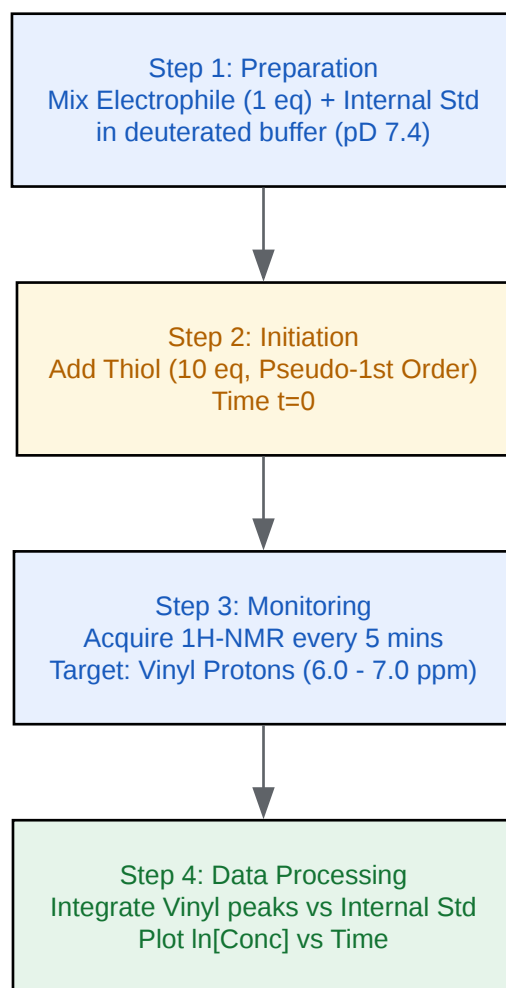 Step 1: Preparation
Mix Electrophile (1 eq) + Internal Std
in deuterated buffer (pD 7.4)
Step 2: Initiation
Add Thiol (10 eq, Pseudo-1st Order)
Time t=0
Step 3: Monitoring
Acquire 1H-NMR every 5 mins
Target: Vinyl Protons (6.0 - 7.0 ppm)
Step 4: Data Processing
Integrate Vinyl peaks vs Internal Std
Plot ln[Conc] vs Time